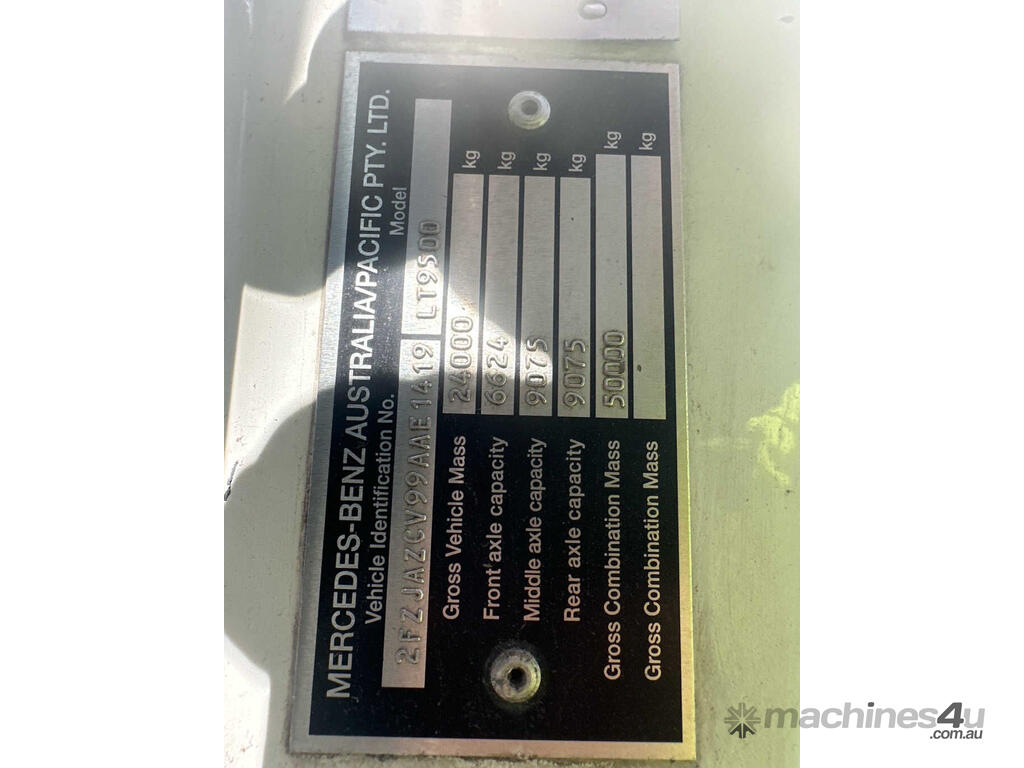 MERCEDES-BENZ AUSTRALIA/PACIFIC PTY. LTD.
Vehicle Identification No. Model
2FZJAZCV99AAE1419 LT9500
Gross Vehicle Mass 24000 kg
Front axle capacity 6624 kg
Middle axle capacity 9075 kg
Rear axle capacity 9075 kg
Gross Combination Mass 50000 kg
Gross Combination Mass kg
machines4u
.com.au